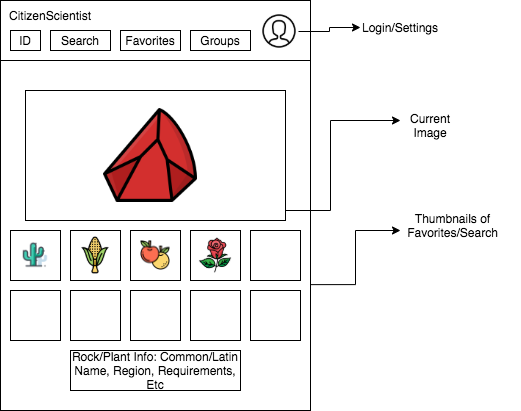 CitizenScientist
ID
Search
Favorites
Groups
Login/Settings
Current
Image
Thumbnails of
Favorites/Search
Rock/Plant Info: Common/Latin
Name, Region, Requirements,
Etc